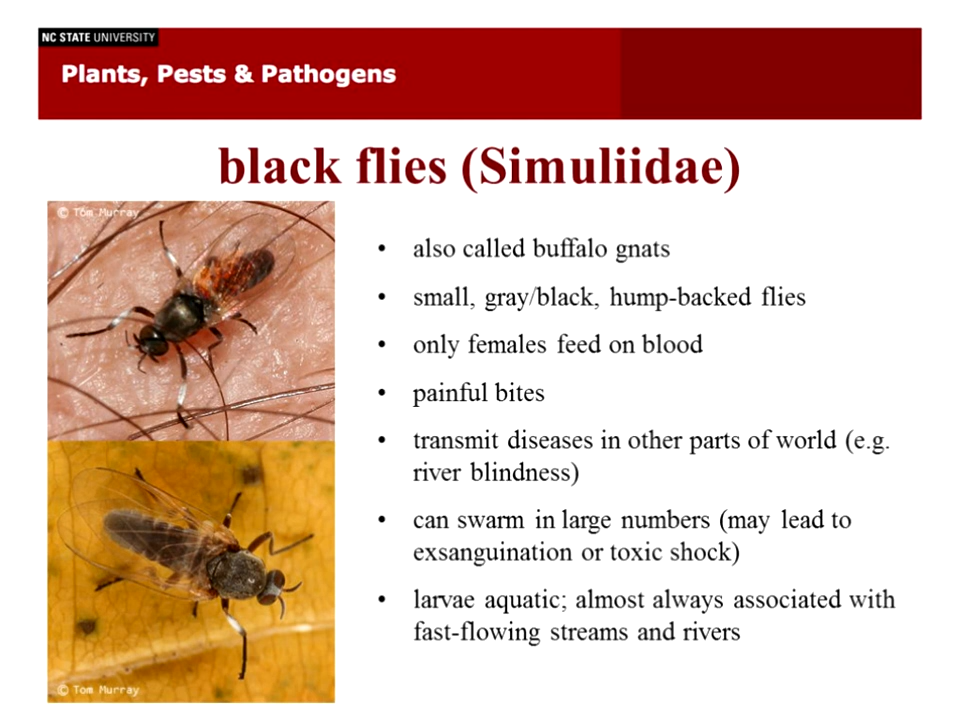 NC STATE UNIVERSITY
Plants, Pests & Pathogens
black flies (Simuliidae)
© Tom Murray
• also called buffalo gnats
• small, gray/black, hump-backed flies
• only females feed on blood
• painful bites
• transmit diseases in other parts of world (e.g.
river blindness)
• can swarm in large numbers (may lead to
exsanguination or toxic shock)
• larvae aquatic; almost always associated with
fast-flowing streams and rivers
© Tom Murray